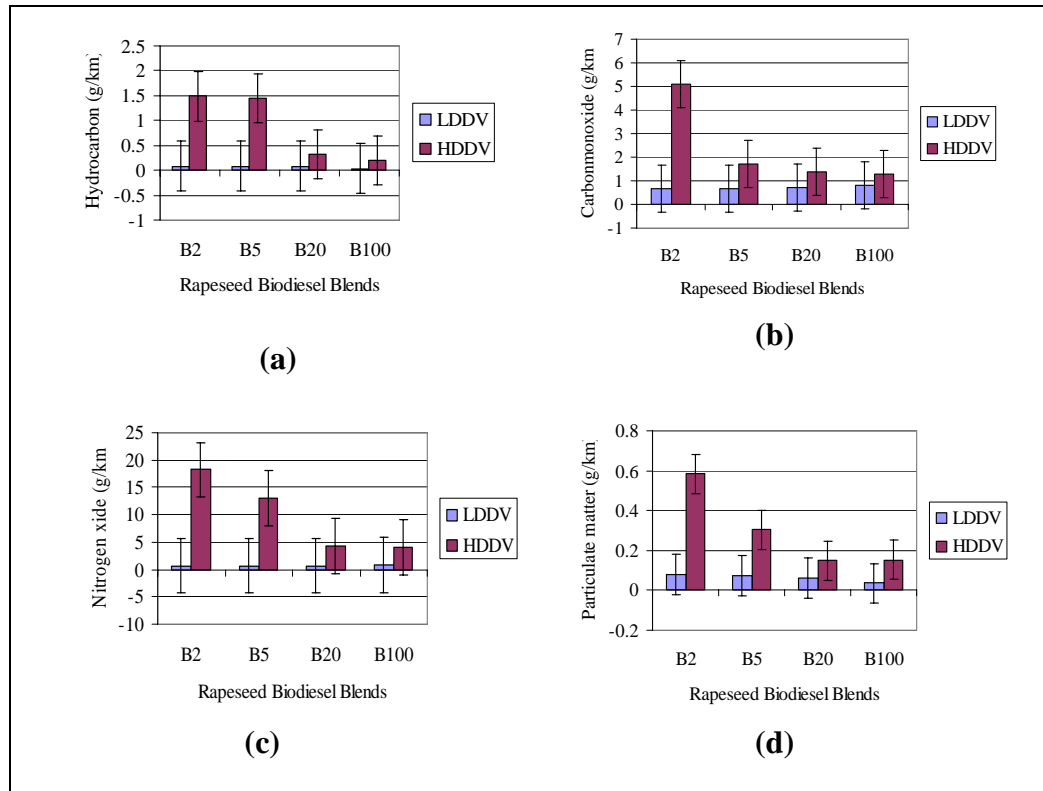 Hydrocarbon (g/km)
2.5
2
1.5
1
0.5
0
-0.5
-1
B2 B5 B20 B100
Rapeseed Biodiesel Blends
LDDV
HDDV
(a)
Carbonmonoxide (g/km
7
6
5
4
3
2
1
0
-1
B2 B5 B20 B100
Rapeseed Biodiesel Blends
LDDV
HDDV
(b)
Nitrogen xide (g/km
25
20
15
10
5
0
-5
-10
B2 B5 B20 B100
Rapeseed Biodiesel Blends
LDDV
HDDV
(c)
Particulate matter (g/km)
0.8
0.6
0.4
0.2
0
-0.2
B2 B5 B20 B100
Rapeseed Biodiesel Blends
LDDV
HDDV
(d)